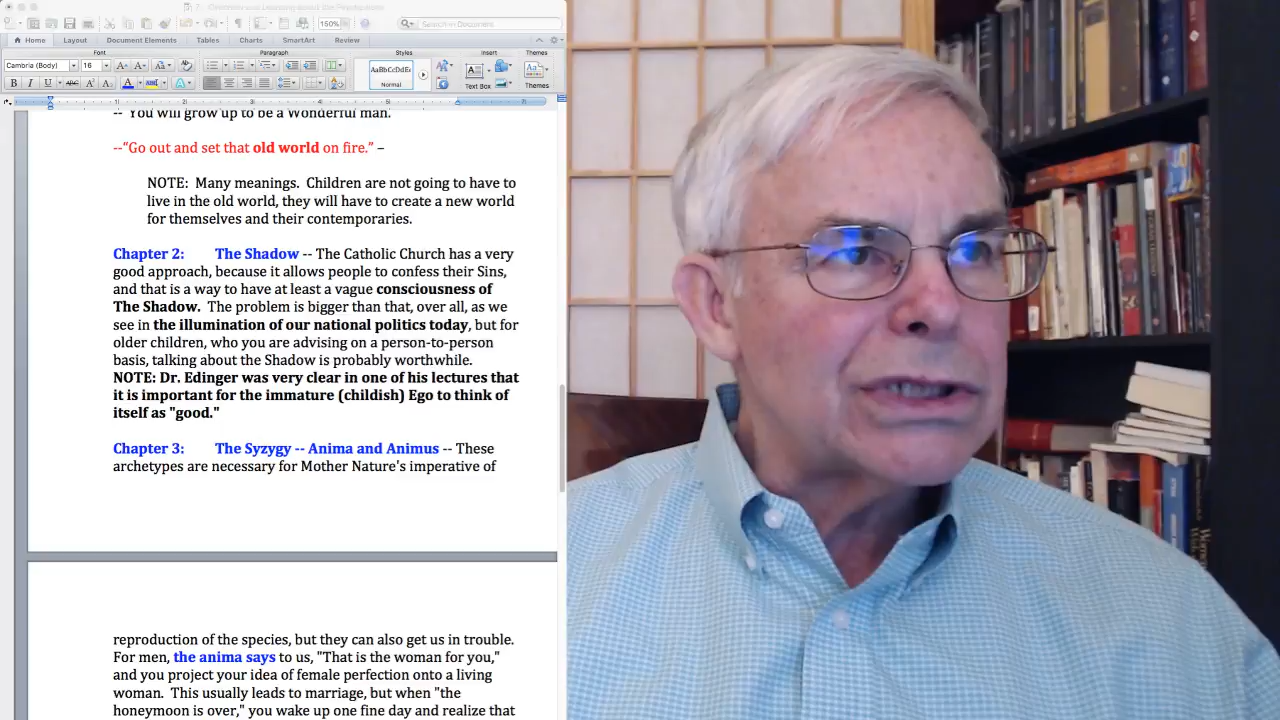 150%
Search in Document
Home Layout Document Elements Tables Charts SmartArt Review
Font Paragraph Styles Insert Themes
Cambria (Body) 16
AaBbCcDdEe
Normal
Text Box
Themes
-- "You will grow up to be a Wonderful man."
--"Go out and set that old world on fire." –
NOTE: Many meanings. Children are not going to have to
live in the old world, they will have to create a new world
for themselves and their contemporaries.
Chapter 2: The Shadow -- The Catholic Church has a very
good approach, because it allows people to confess their Sins,
and that is a way to have at least a vague consciousness of
The Shadow. The problem is bigger than that, over all, as we
see in the illumination of our national politics today, but for
older children, who you are advising on a person-to-person
basis, talking about the Shadow is probably worthwhile.
NOTE: Dr. Edinger was very clear in one of his lectures that
it is important for the immature (childish) Ego to think of
itself as "good."
Chapter 3: The Syzygy -- Anima and Animus -- These
archetypes are necessary for Mother Nature's imperative of
reproduction of the species, but they can also get us in trouble.
For men, the anima says to us, "That is the woman for you,"
and you project your idea of female perfection onto a living
woman. This usually leads to marriage, but when "the
honeymoon is over," you wake up one fine day and realize that